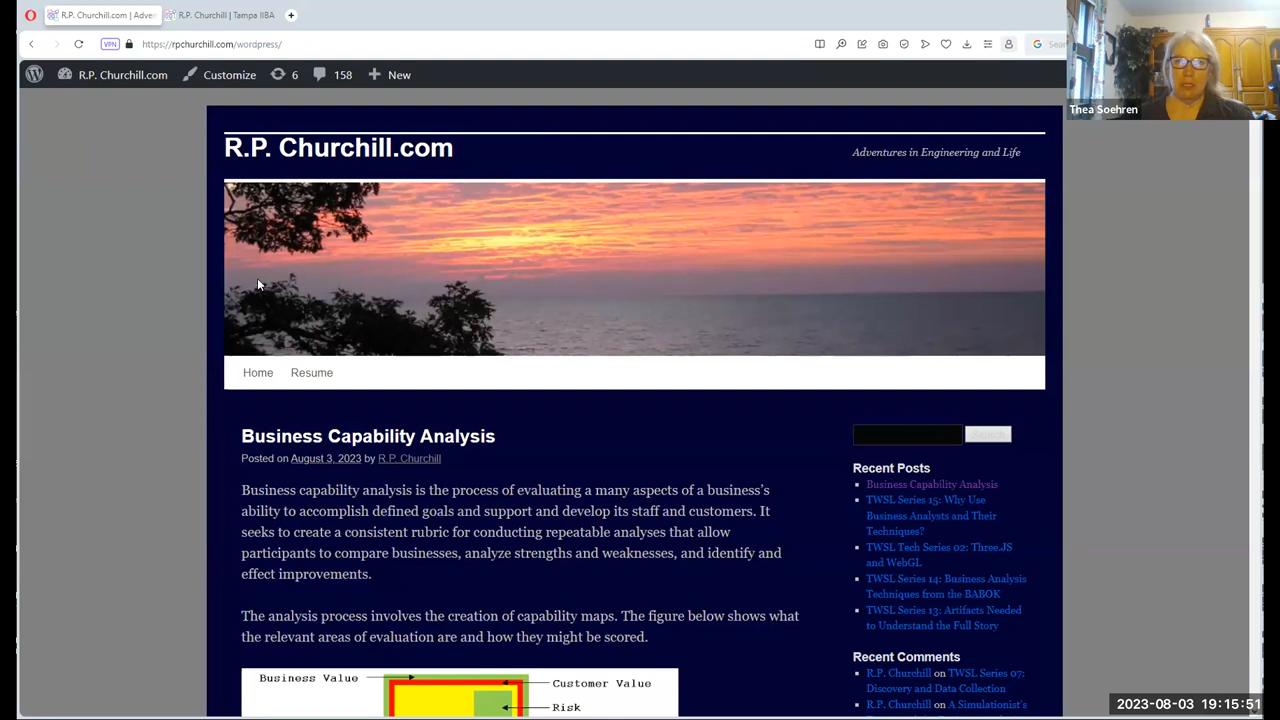 R.P. Churchill.com | Adve
R.P. Churchill | Tampa IIBA
VPN
https://rpchurchill.com/wordpress/
R.P. Churchill.com
Customize
6
158
New
Thea Soehren
R.P. Churchill.com
Adventures in Engineering and Life
Home
Resume
Business Capability Analysis
Posted on August 3, 2023 by R.P. Churchill
Business capability analysis is the process of evaluating a many aspects of a business’s
ability to accomplish defined goals and support and develop its staff and customers. It
seeks to create a consistent rubric for conducting repeatable analyses that allow
participants to compare businesses, analyze strengths and weaknesses, and identify and
effect improvements.
The analysis process involves the creation of capability maps. The figure below shows what
the relevant areas of evaluation are and how they might be scored.
Business Value
Customer Value
Risk
Search
Recent Posts
Business Capability Analysis
TWSL Series 15: Why Use
Business Analysts and Their
Techniques?
TWSL Tech Series 02: Three.JS
and WebGL
TWSL Series 14: Business Analysis
Techniques from the BABOK
TWSL Series 13: Artifacts Needed
to Understand the Full Story
Recent Comments
R.P. Churchill on TWSL Series 07:
Discovery and Data Collection
R.P. Churchill on A Simulationist's
2023-08-03 19:15:51